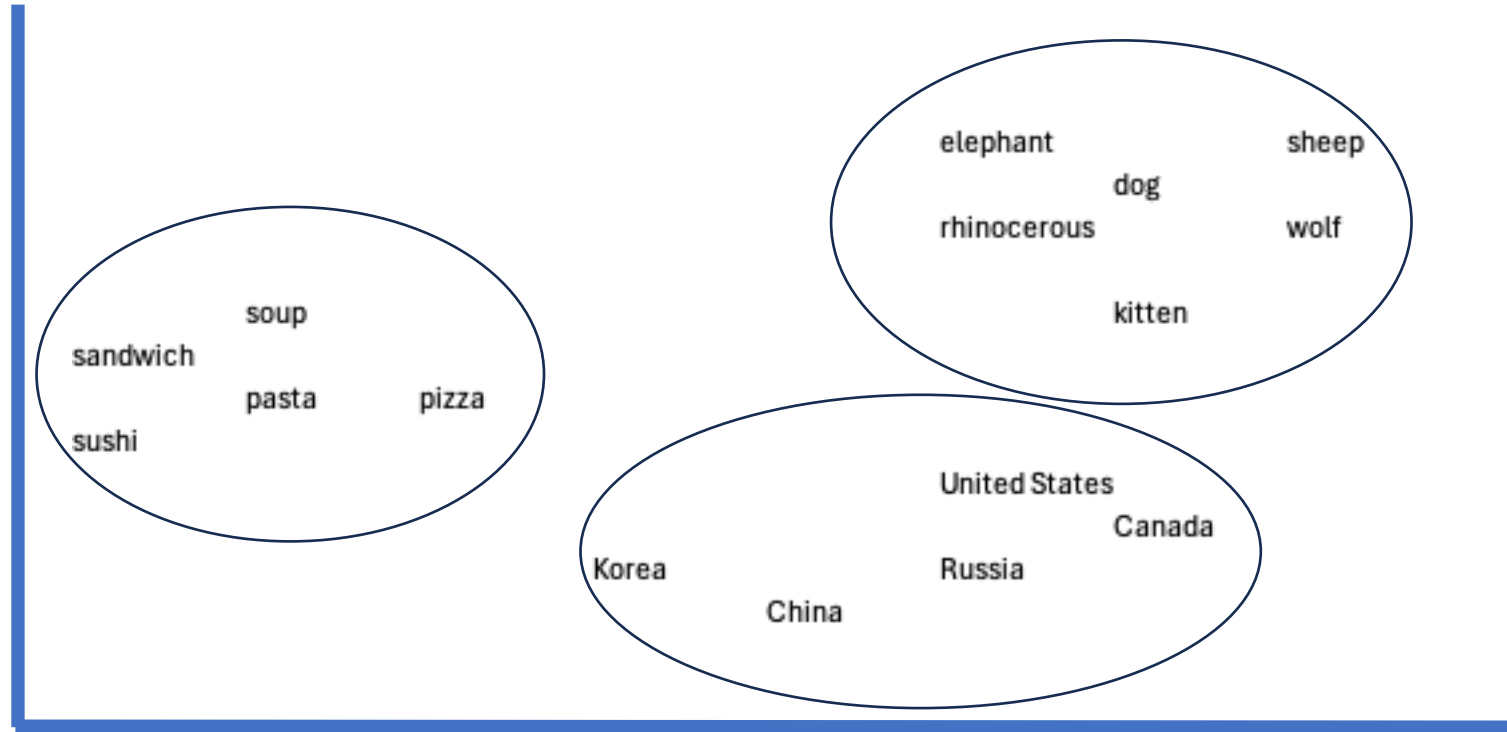 elephant sheep
dog
rhinocerous wolf
soup kitten
sandwich
pasta pizza
sushi
United States
Canada
Korea Russia
China